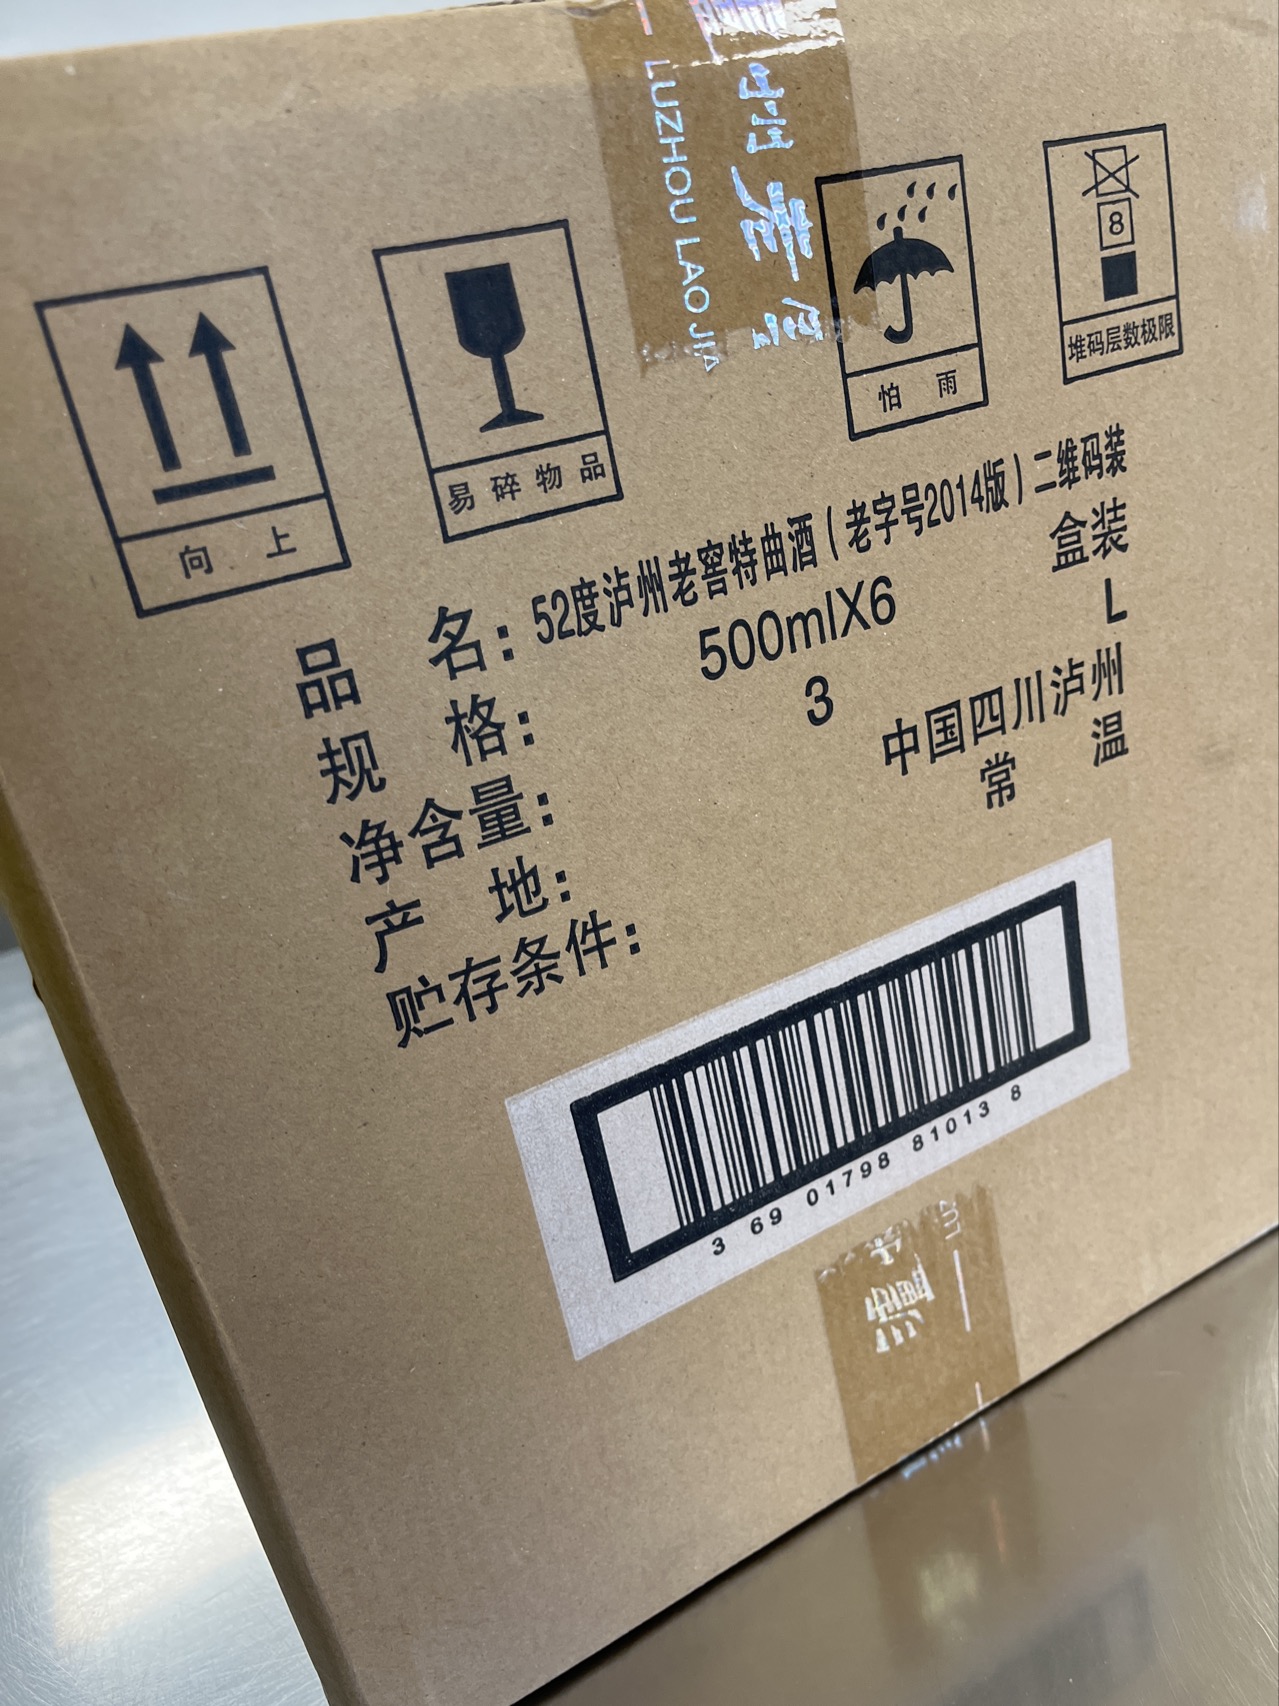 LUZHOU LAOJIA
8
向 上
易碎物品
怕 雨
堆码层数极限
品 名：52度泸州老窖特曲酒（老字号2014版）二维码装
规 格： 500mlX6 盒装
净含量： 3 L
产 地： 中国四川泸州
贮存条件： 常 温
3 69 01798 81013 8